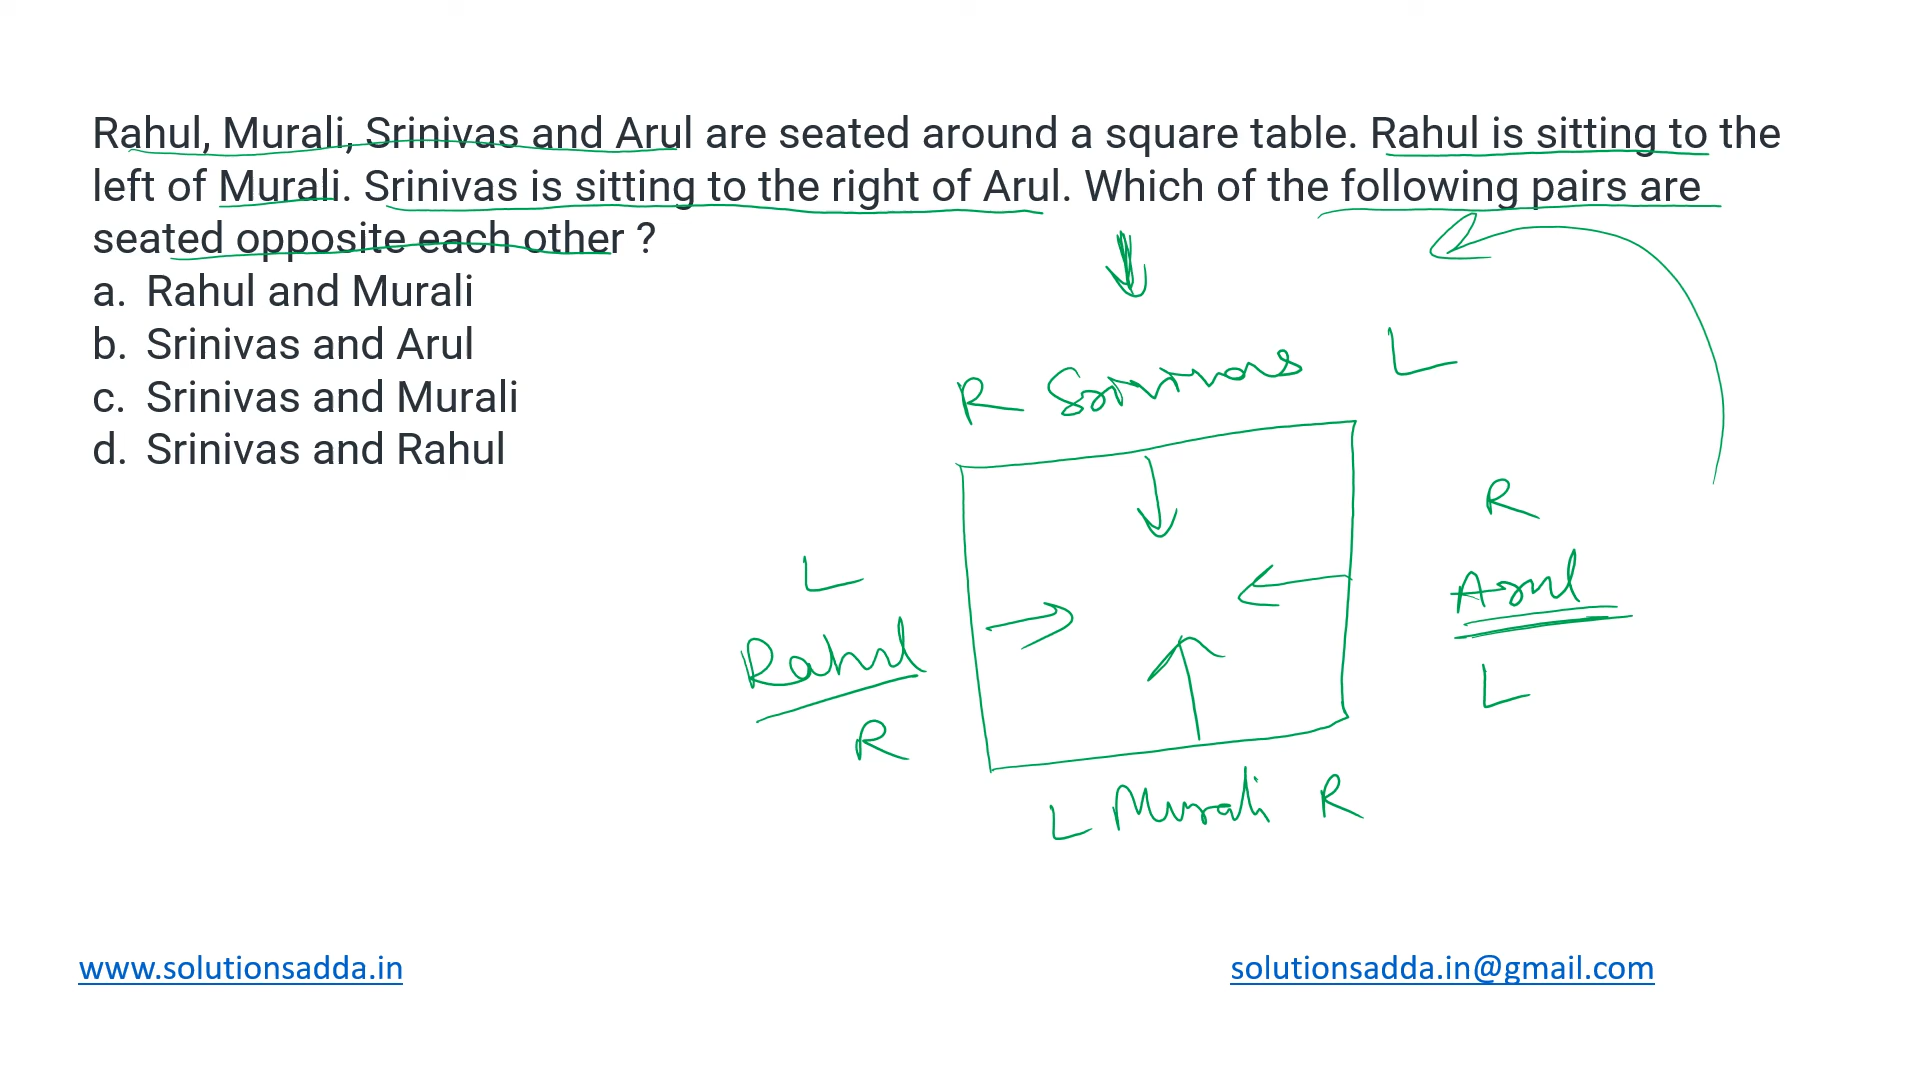 Rahul, Murali, Srinivas and Arul are seated around a square table. Rahul is sitting to the
left of Murali. Srinivas is sitting to the right of Arul. Which of the following pairs are
seated opposite each other ?
a. Rahul and Murali
b. Srinivas and Arul
c. Srinivas and Murali
d. Srinivas and Rahul
R Srinivas L
R
L
Arul
Rahul
L
R
L Murali R
www.solutionsadda.in
solutionsadda.in@gmail.com